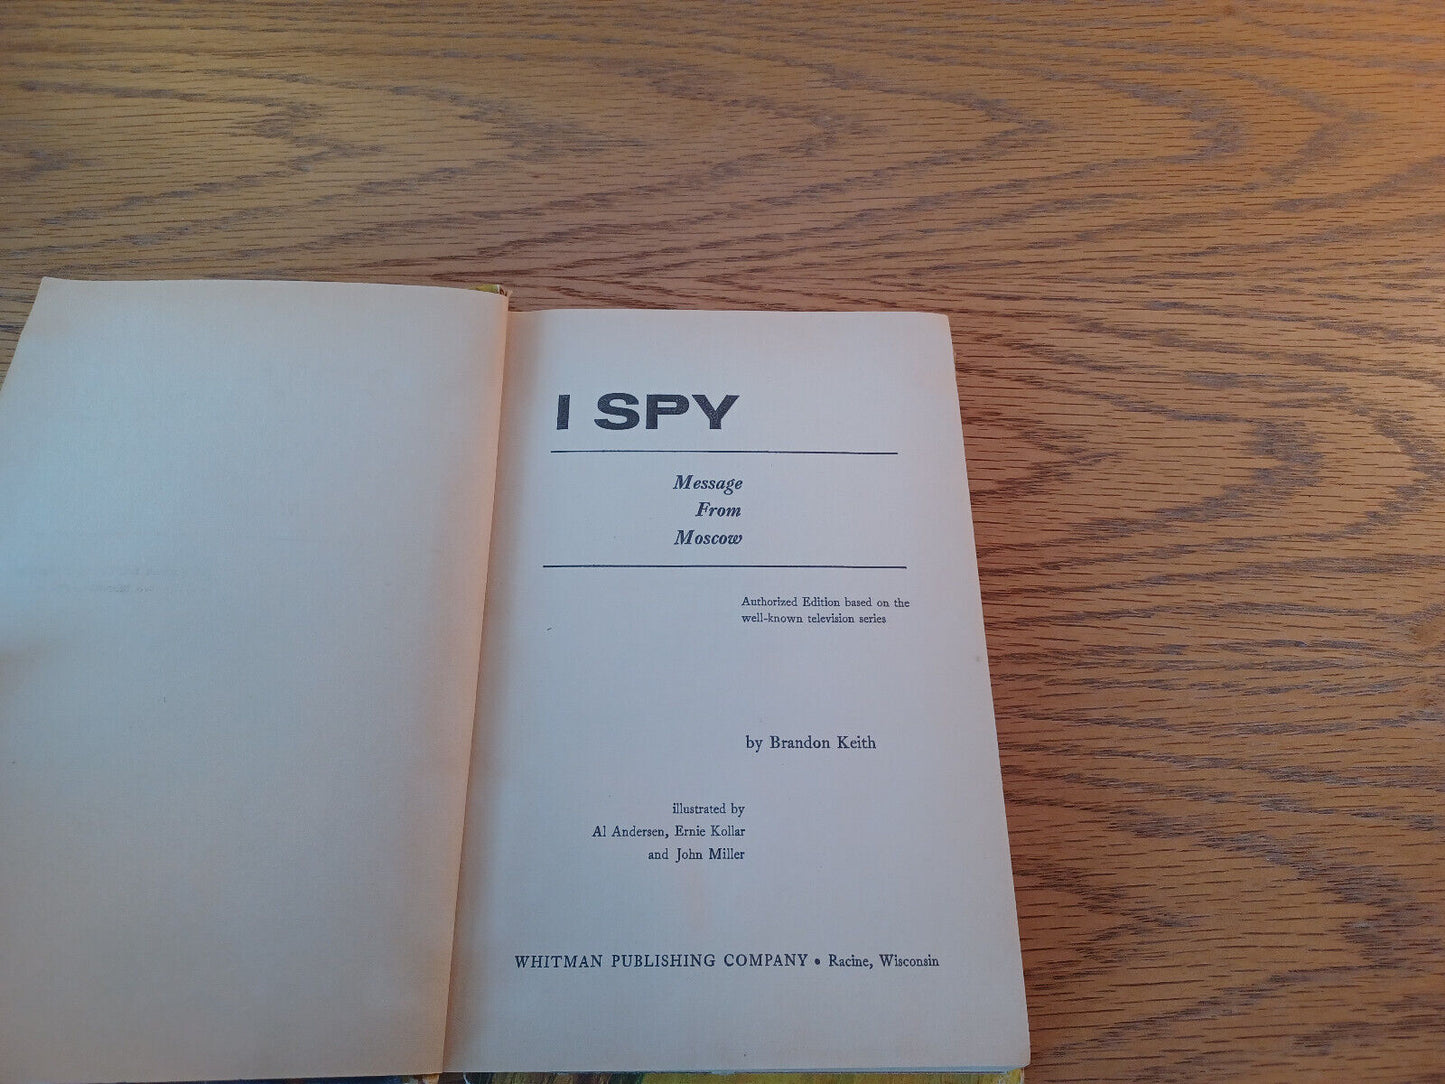 I SPY
Message
From
Moscow
Authorized Edition based on the
well-known television series
by Brandon Keith
illustrated by
Al Andersen, Ernie Kollar
and John Miller
WHITMAN PUBLISHING COMPANY • Racine, Wisconsin